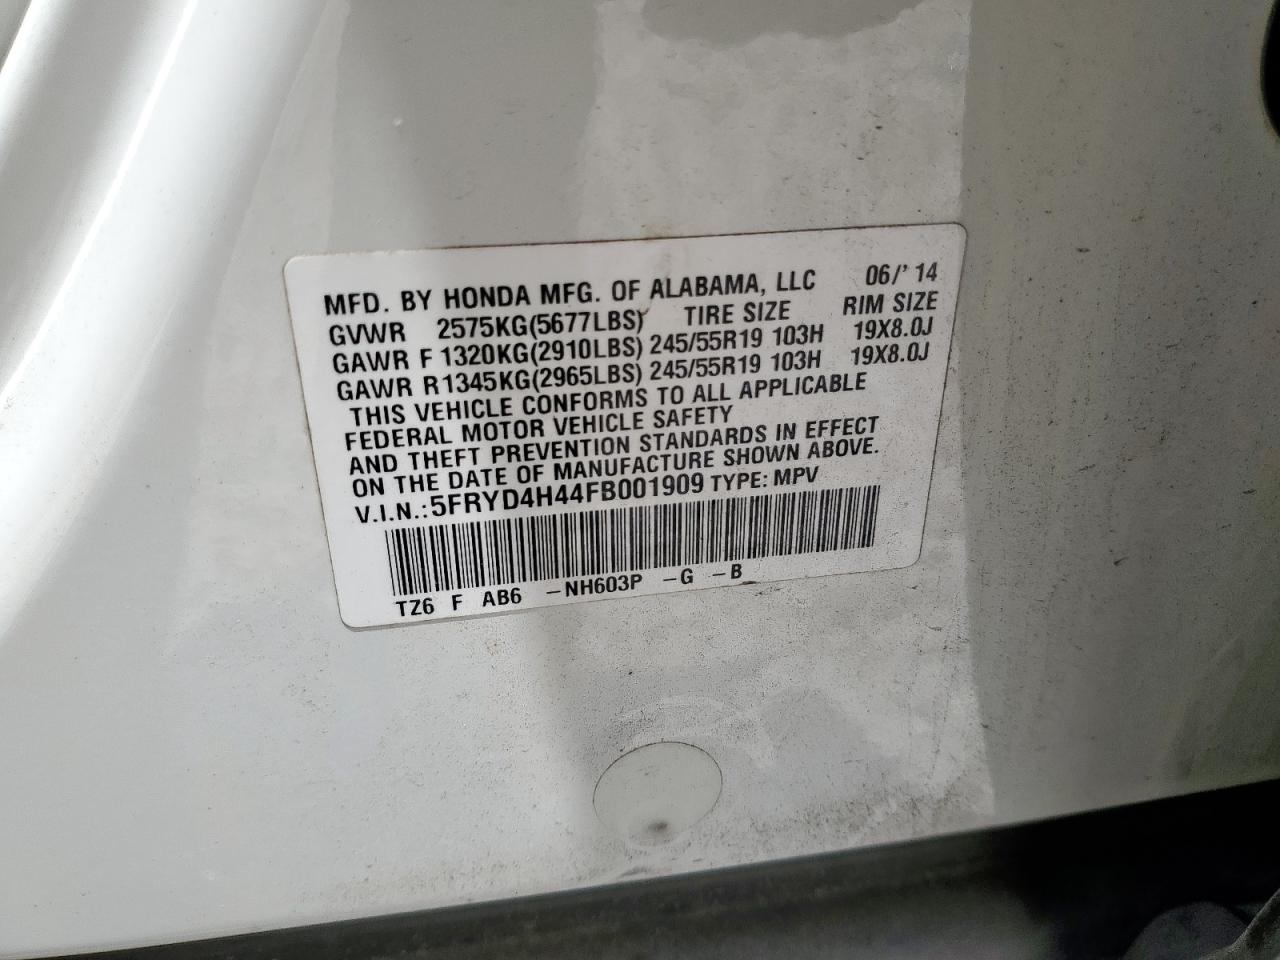 MFD. BY HONDA MFG. OF ALABAMA, LLC 06/' 14
GVWR 2575KG(5677LBS) TIRE SIZE RIM SIZE
GAWR F 1320KG(2910LBS) 245/55R19 103H 19X8.0J
GAWR R1345KG(2965LBS) 245/55R19 103H 19X8.0J
THIS VEHICLE CONFORMS TO ALL APPLICABLE
FEDERAL MOTOR VEHICLE SAFETY
AND THEFT PREVENTION STANDARDS IN EFFECT
ON THE DATE OF MANUFACTURE SHOWN ABOVE.
V.I.N.:5FRYD4H44FB001909 TYPE: MPV
TZ6 F AB6 -NH603P -G -B